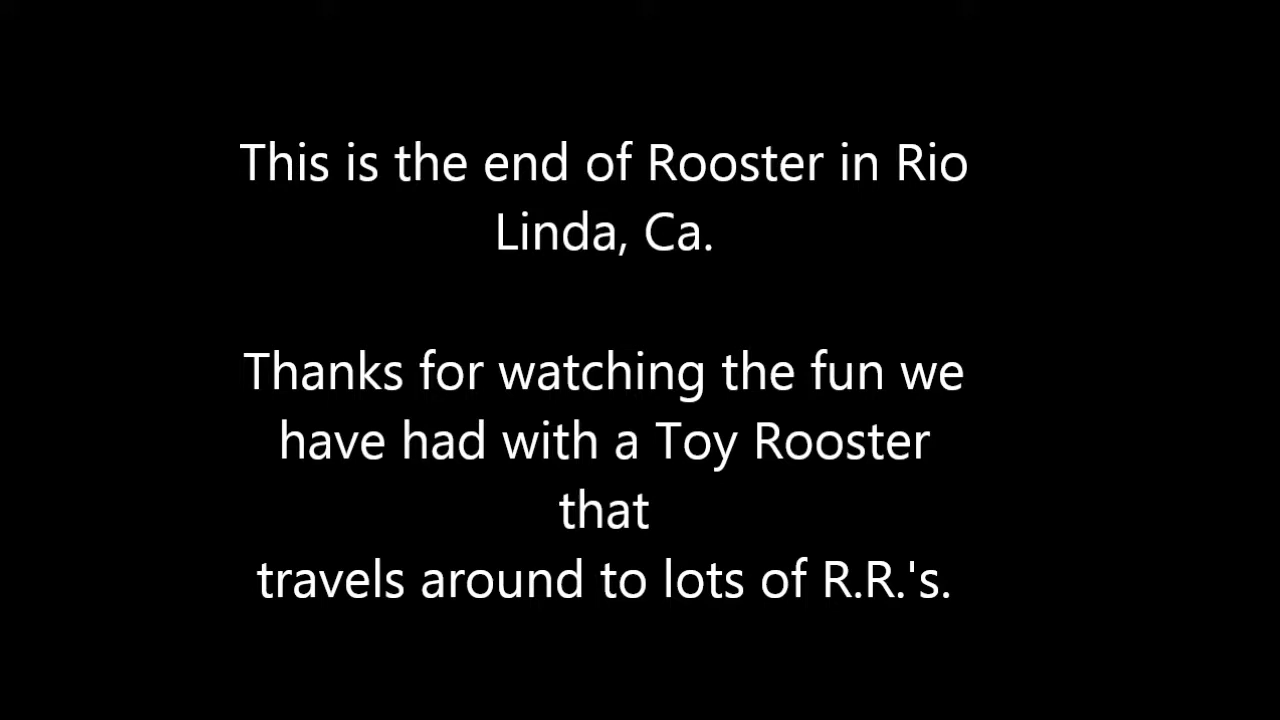 This is the end of Rooster in Rio
Linda, Ca.
Thanks for watching the fun we
have had with a Toy Rooster
that
travels around to lots of R.R.'s.